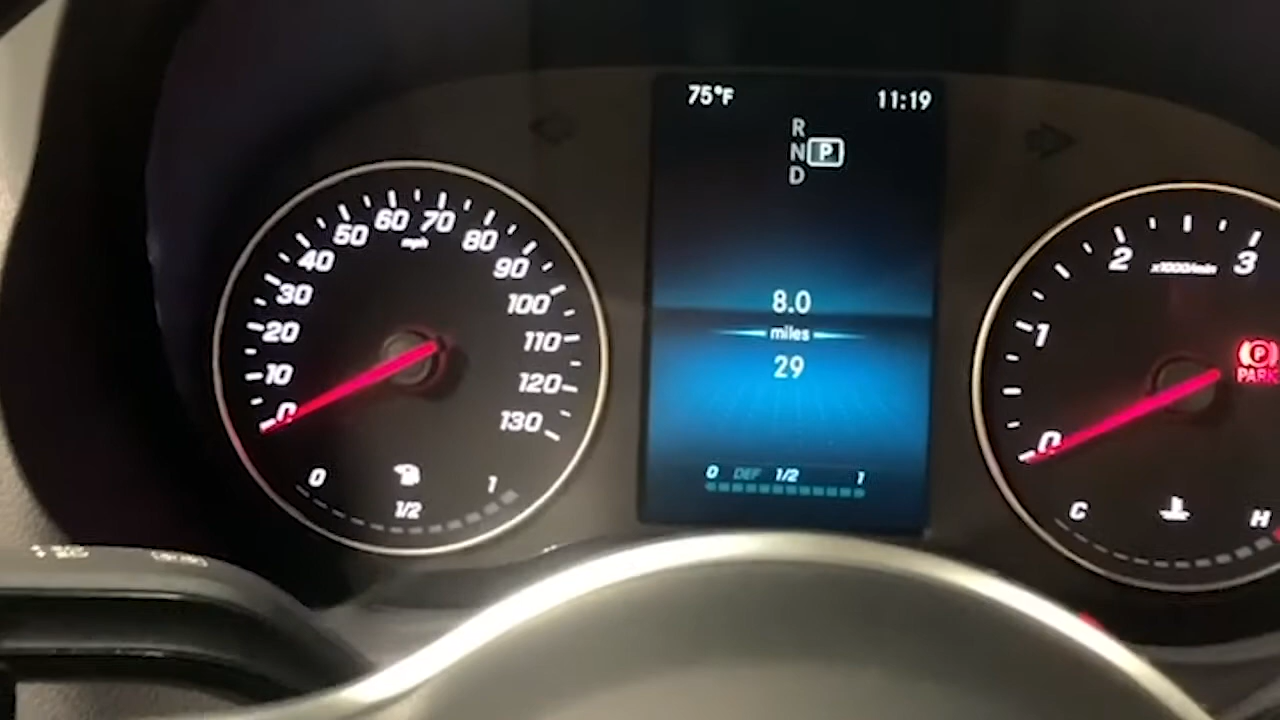 75°F 11:19
R
N P
D
8.0
miles
29
0 DEF 1/2 1
0
10
20
30
40
50
60
70
80
90
100
110
120
130
mph
0 1/2 1
0
1
2
3
x1000/min
(P)
PARK
C H